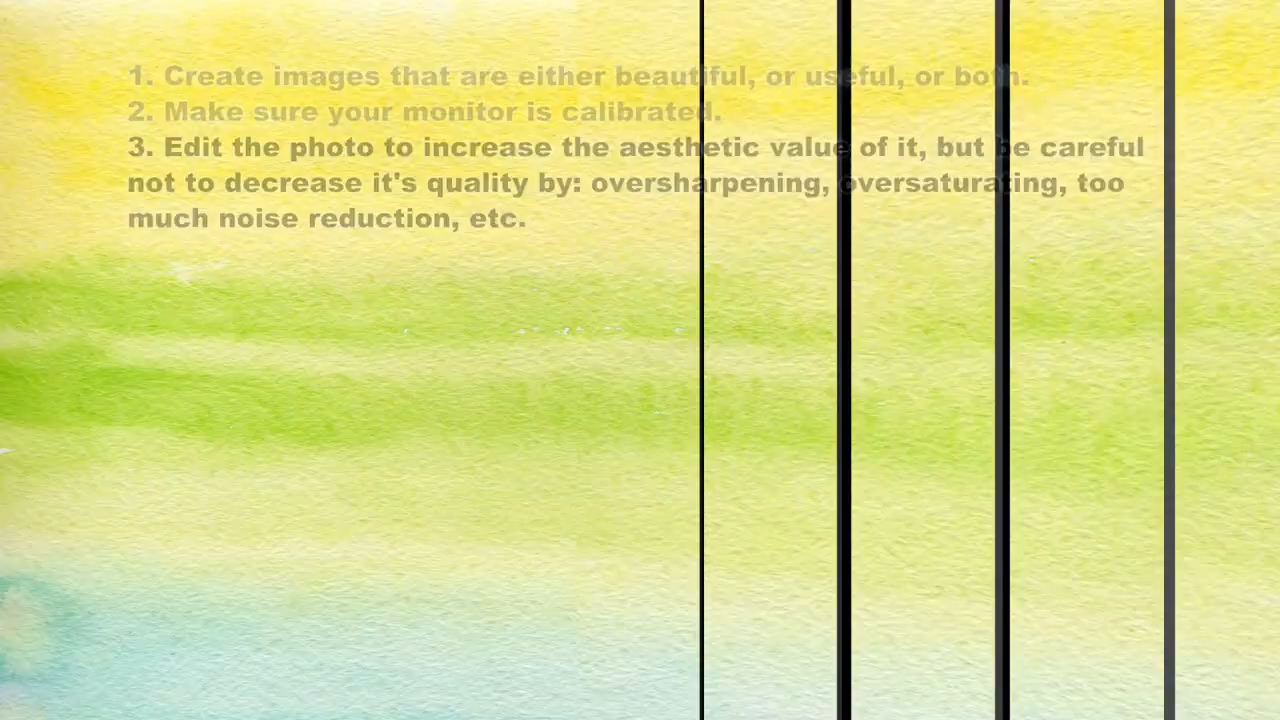 1. Create images that are either beautiful, or useful, or both.
2. Make sure your monitor is calibrated.
3. Edit the photo to increase the aesthetic value of it, but be careful
not to decrease it's quality by: oversharpening, oversaturating, too
much noise reduction, etc.